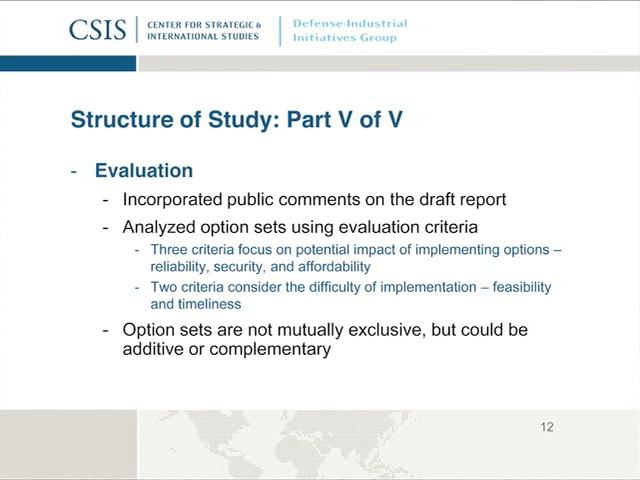 CSIS
CENTER FOR STRATEGIC &
INTERNATIONAL STUDIES
Defense-Industrial
Initiatives Group
Structure of Study: Part V of V
- Evaluation
- Incorporated public comments on the draft report
- Analyzed option sets using evaluation criteria
- Three criteria focus on potential impact of implementing options –
reliability, security, and affordability
- Two criteria consider the difficulty of implementation – feasibility
and timeliness
- Option sets are not mutually exclusive, but could be
additive or complementary
12